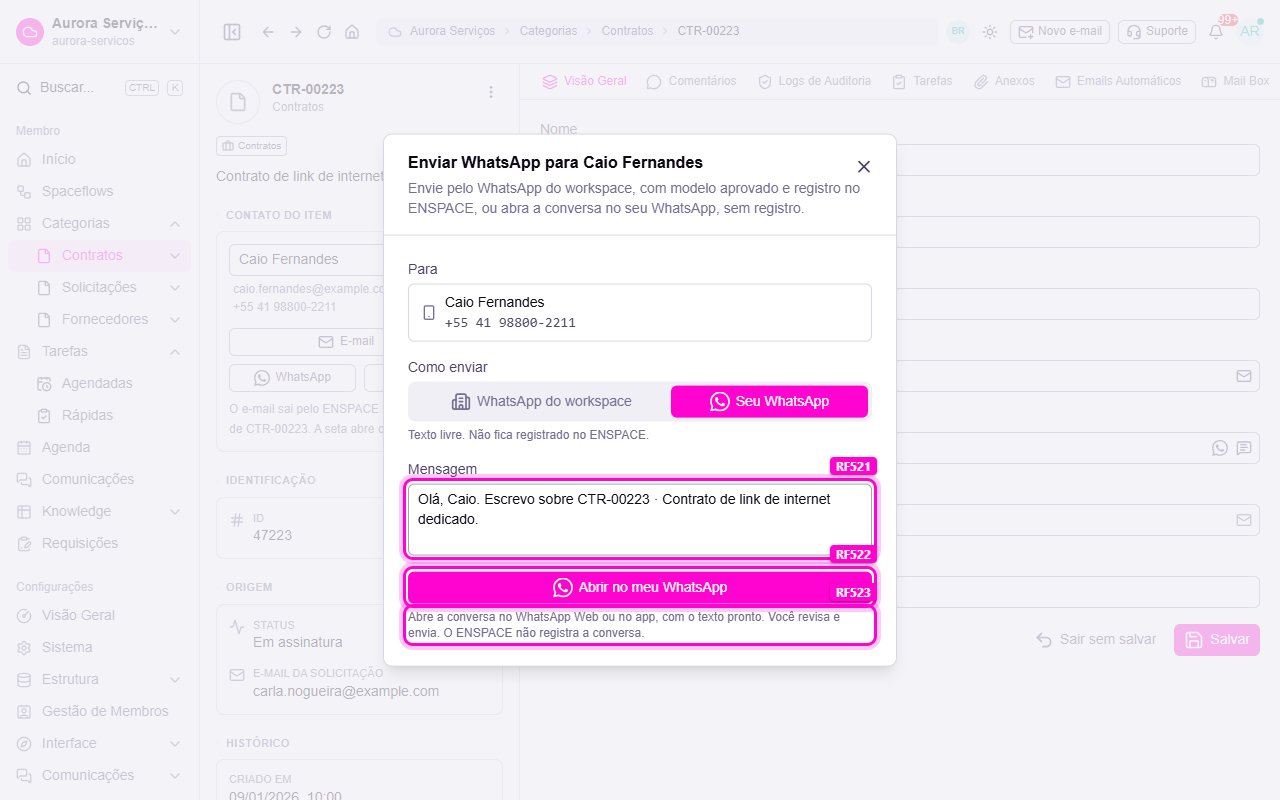 Aurora Serviç...
aurora-servicos
Aurora Serviços
Categorias
Contratos
CTR-00223
BR
Novo e-mail
Suporte
99+
AR
Buscar...
CTRL
K
Membro
Início
Spaceflows
Categorias
Contratos
Solicitações
Fornecedores
Tarefas
Agendadas
Rápidas
Agenda
Comunicações
Knowledge
Requisições
Configurações
Visão Geral
Sistema
Estrutura
Gestão de Membros
Interface
Comunicações
CTR-00223
Contratos
Contratos
Contrato de link de internet
CONTATO DO ITEM
Caio Fernandes
caio.fernandes@example.co
+55 41 98800-2211
E-mail
WhatsApp
O e-mail sai pelo ENSPACE
de CTR-00223. A seta abre
IDENTIFICAÇÃO
ID
47223
ORIGEM
STATUS
Em assinatura
E-MAIL DA SOLICITAÇÃO
carla.nogueira@example.com
HISTÓRICO
CRIADO EM
09/01/2026, 10:00
Visão Geral
Comentários
Logs de Auditoria
Tarefas
Anexos
Emails Automáticos
Mail Box
Nome
Sair sem salvar
Salvar
Enviar WhatsApp para Caio Fernandes
Envie pelo WhatsApp do workspace, com modelo aprovado e registro no
ENSPACE, ou abra a conversa no seu WhatsApp, sem registro.
Para
Caio Fernandes
+55 41 98800-2211
Como enviar
WhatsApp do workspace
Seu WhatsApp
Texto livre. Não fica registrado no ENSPACE.
Mensagem
RF521
Olá, Caio. Escrevo sobre CTR-00223 · Contrato de link de internet
dedicado.
RF522
Abrir no meu WhatsApp
RF523
Abre a conversa no WhatsApp Web ou no app, com o texto pronto. Você revisa e
envia. O ENSPACE não registra a conversa.